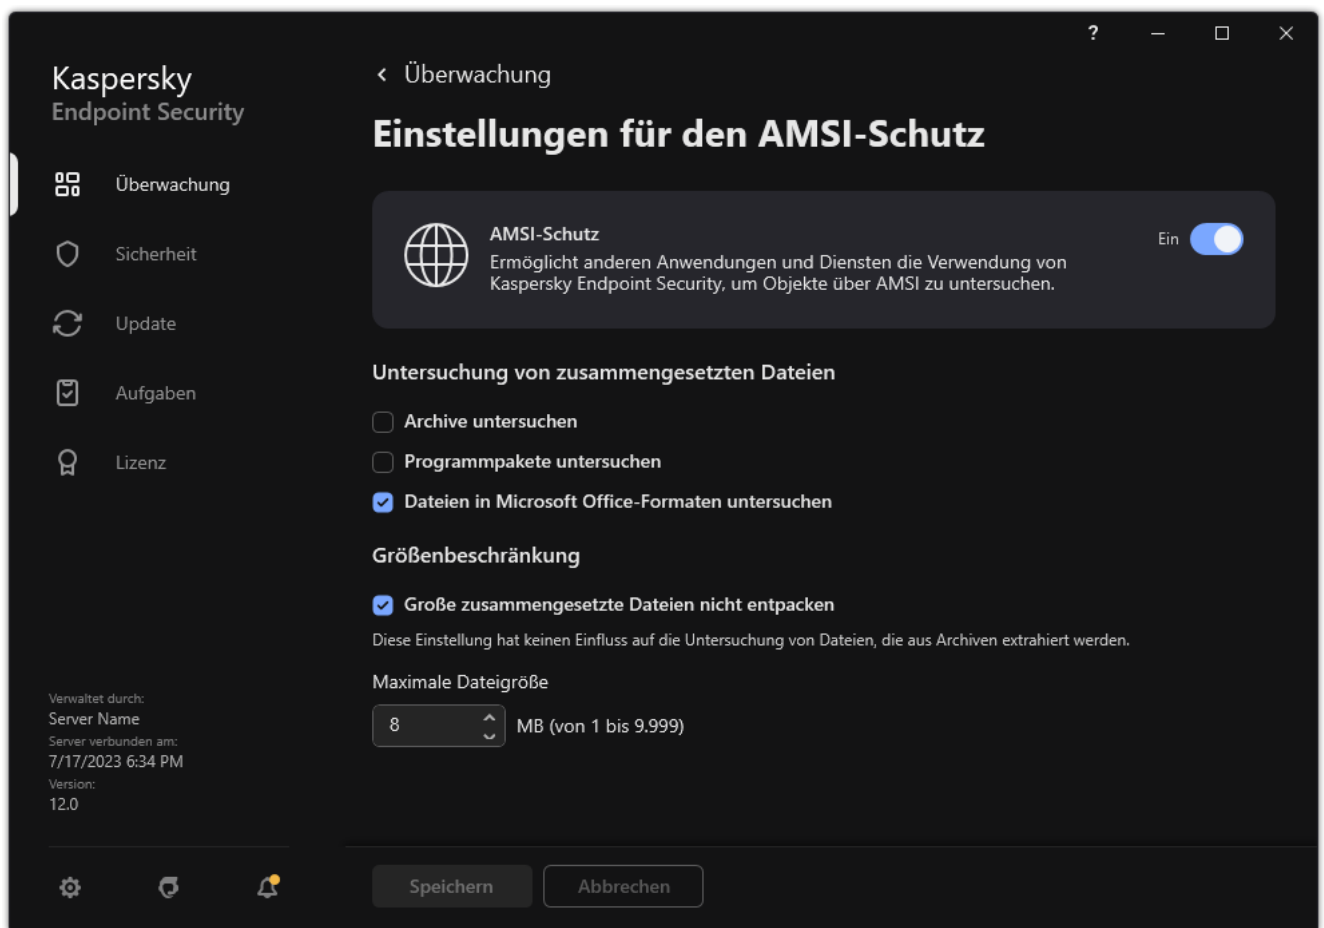 ?
Kaspersky
Endpoint Security
Überwachung
Sicherheit
Update
Aufgaben
Lizenz
Verwaltet durch:
Server Name
Server verbunden am:
7/17/2023 6:34 PM
Version:
12.0
Überwachung
Einstellungen für den AMSI-Schutz
AMSI-Schutz
Ermöglicht anderen Anwendungen und Diensten die Verwendung von
Kaspersky Endpoint Security, um Objekte über AMSI zu untersuchen.
Ein
Untersuchung von zusammengesetzten Dateien
Archive untersuchen
Programmpakete untersuchen
Dateien in Microsoft Office-Formaten untersuchen
Größenbeschränkung
Große zusammengesetzte Dateien nicht entpacken
Diese Einstellung hat keinen Einfluss auf die Untersuchung von Dateien, die aus Archiven extrahiert werden.
Maximale Dateigröße
8 MB (von 1 bis 9.999)
Speichern
Abbrechen